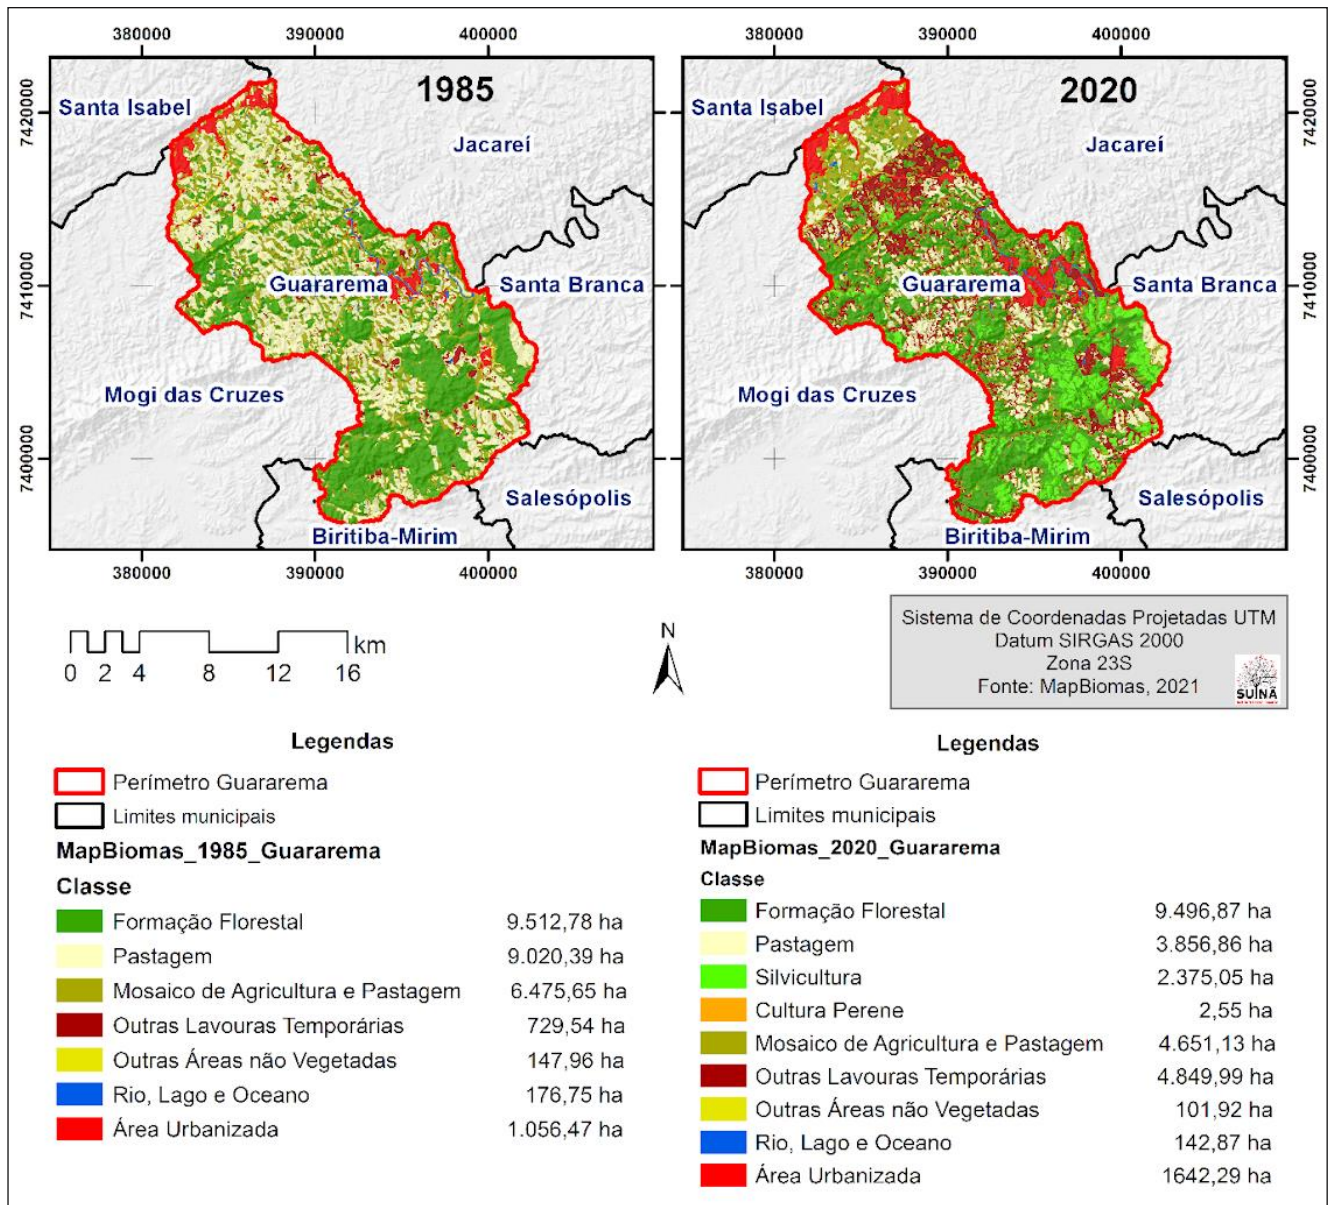 380000 390000 400000
380000 390000 400000
7420000
7410000
7400000
1985
Santa Isabel
Jacareí
Guararema
Santa Branca
Mogi das Cruzes
Salesópolis
Biritiba-Mirim
2020
Santa Isabel
Jacareí
Guararema
Santa Branca
Mogi das Cruzes
Salesópolis
Biritiba-Mirim
7420000
7410000
7400000
380000 390000 400000
380000 390000 400000
0 2 4 8 12 16 km
N
Sistema de Coordenadas Projetadas UTM
Datum SIRGAS 2000
Zona 23S
Fonte: MapBiomas, 2021
SUINÃ
Legendas
Perímetro Guararema
Limites municipais
MapBiomas_1985_Guararema
Classe
Formação Florestal 9.512,78 ha
Pastagem 9.020,39 ha
Mosaico de Agricultura e Pastagem 6.475,65 ha
Outras Lavouras Temporárias 729,54 ha
Outras Áreas não Vegetadas 147,96 ha
Rio, Lago e Oceano 176,75 ha
Área Urbanizada 1.056,47 ha
Legendas
Perímetro Guararema
Limites municipais
MapBiomas_2020_Guararema
Classe
Formação Florestal 9.496,87 ha
Pastagem 3.856,86 ha
Silvicultura 2.375,05 ha
Cultura Perene 2,55 ha
Mosaico de Agricultura e Pastagem 4.651,13 ha
Outras Lavouras Temporárias 4.849,99 ha
Outras Áreas não Vegetadas 101,92 ha
Rio, Lago e Oceano 142,87 ha
Área Urbanizada 1642,29 ha